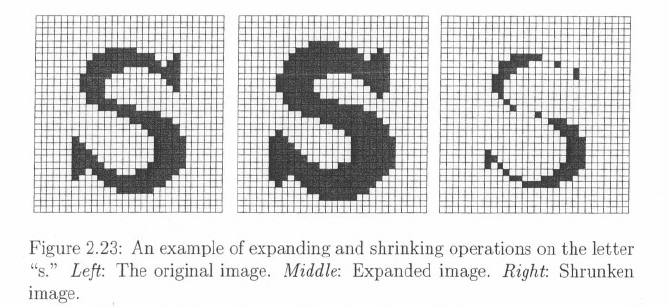 Figure 2.23: An example of expanding and shrinking operations on the letter
“s.” Left: The original image. Middle: Expanded image. Right: Shrunken
image.